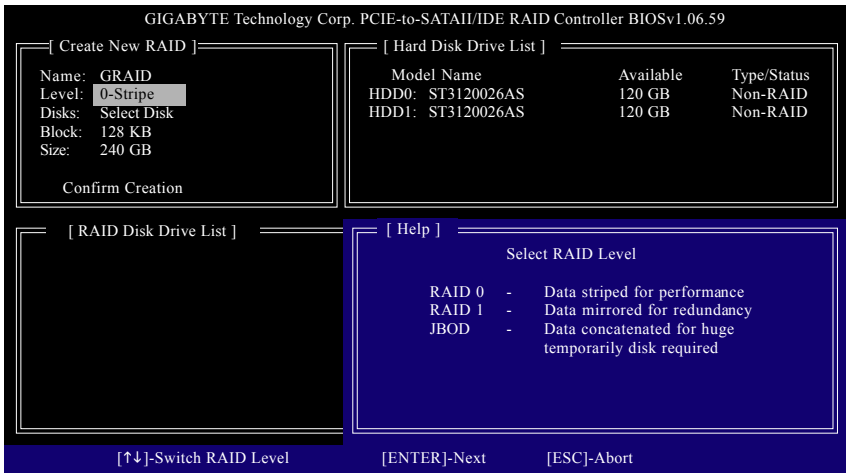 GIGABYTE Technology Corp. PCIE-to-SATAII/IDE RAID Controller BIOSv1.06.59
[ Create New RAID ]
Name: GRAID
Level: 0-Stripe
Disks: Select Disk
Block: 128 KB
Size: 240 GB
Confirm Creation
[ Hard Disk Drive List ]
Model Name Available Type/Status
HDD0: ST3120026AS 120 GB Non-RAID
HDD1: ST3120026AS 120 GB Non-RAID
[ RAID Disk Drive List ]
[ Help ]
Select RAID Level
RAID 0 - Data striped for performance
RAID 1 - Data mirrored for redundancy
JBOD - Data concatenated for huge
temporarily disk required
[↑↓]-Switch RAID Level [ENTER]-Next [ESC]-Abort